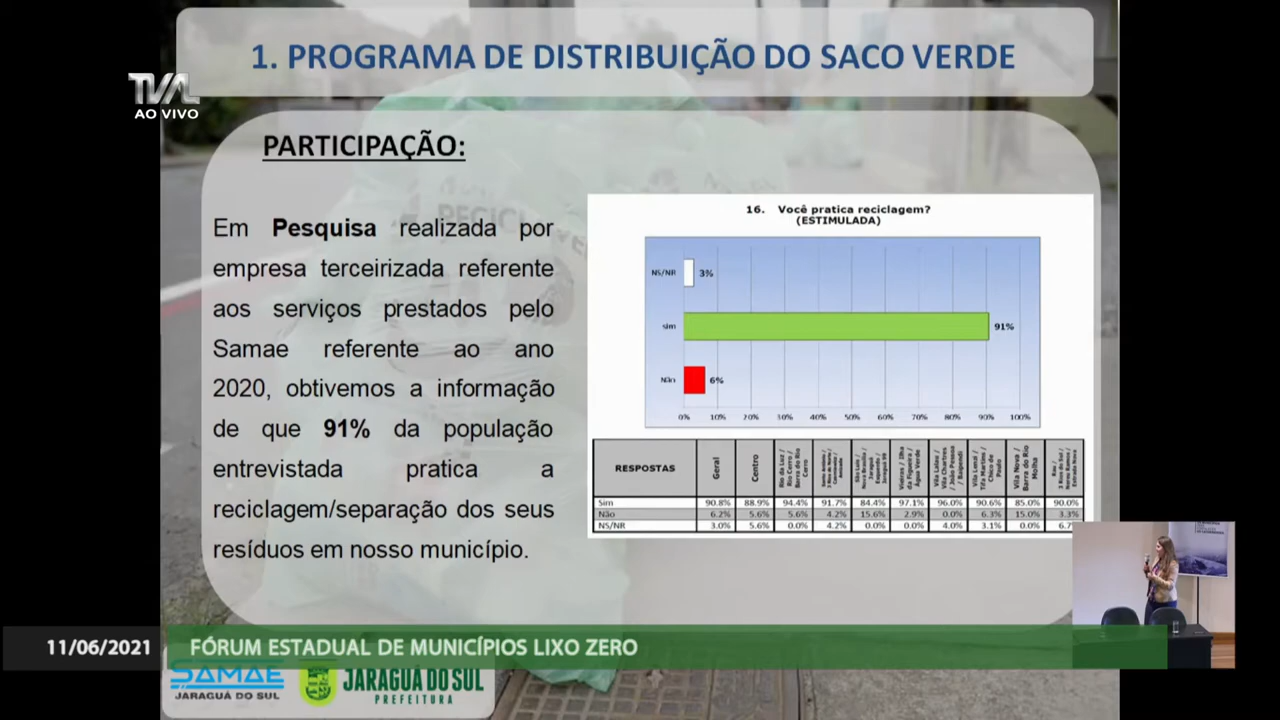 1. PROGRAMA DE DISTRIBUIÇÃO DO SACO VERDE
TVAL
AO VIVO
PARTICIPAÇÃO:
Em Pesquisa realizada por
empresa terceirizada referente
aos serviços prestados pelo
Samae referente ao ano
2020, obtivemos a informação
de que 91% da população
entrevistada pratica a
reciclagem/separação dos seus
resíduos em nosso município.
16. Você pratica reciclagem?
(ESTIMULADA)
NS/NR 3%
sim 91%
Não 6%
0% 10% 20% 30% 40% 50% 60% 70% 80% 90% 100%
RESPOSTAS Geral Centro
Sim 90.8% 88.9% 94.4% 91.7% 84.4% 97.1% 96.0% 90.6% 85.0% 90.0%
Não 6.2% 5.6% 5.6% 4.2% 15.6% 2.9% 0.0% 6.3% 15.0% 3.3%
NS/NR 3.0% 5.6% 0.0% 4.2% 0.0% 0.0% 4.0% 3.1% 0.0%
11/06/2021 FÓRUM ESTADUAL DE MUNICÍPIOS LIXO ZERO
SAMAE
JARAGUÁ DO SUL
JARAGUÁ DO SUL
PREFEITURA